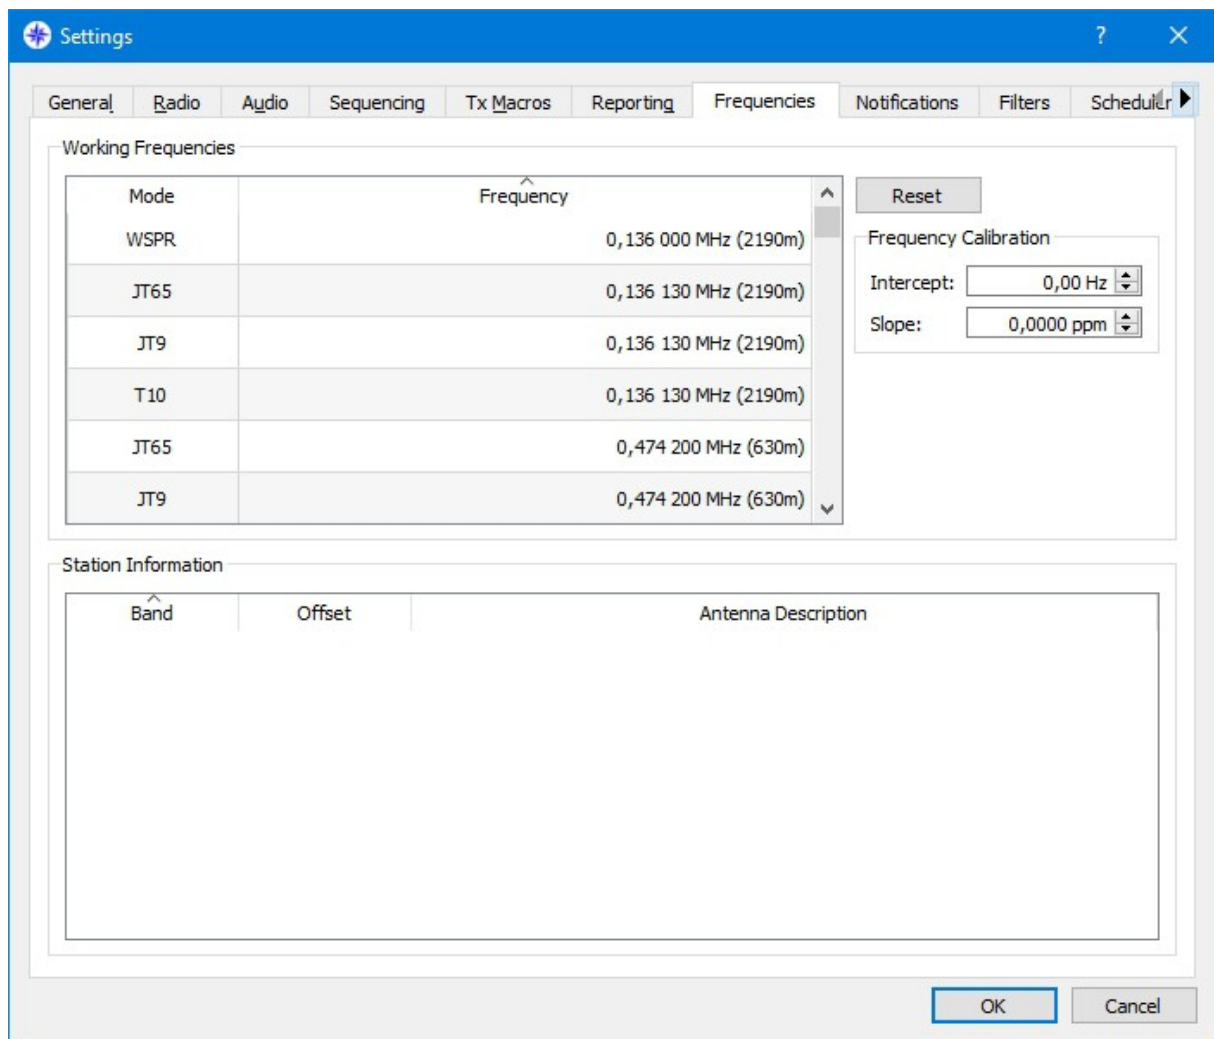 Settings
General Radio Audio Sequencing Tx Macros Reporting Frequencies Notifications Filters Scheduler
Working Frequencies
Mode Frequency
WSPR 0,136 000 MHz (2190m)
JT65 0,136 130 MHz (2190m)
JT9 0,136 130 MHz (2190m)
T10 0,136 130 MHz (2190m)
JT65 0,474 200 MHz (630m)
JT9 0,474 200 MHz (630m)
Reset
Frequency Calibration
Intercept: 0,00 Hz
Slope: 0,0000 ppm
Station Information
Band Offset Antenna Description
OK Cancel